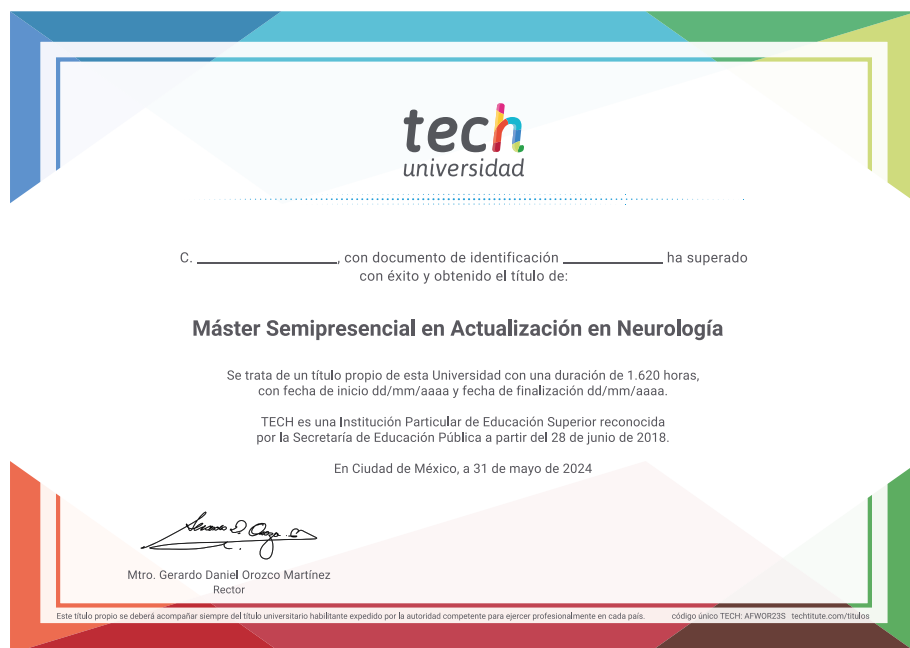 tech
universidad
C. ____________, con documento de identificación ____________ ha superado
con éxito y obtenido el título de:
Máster Semipresencial en Actualización en Neurología
Se trata de un título propio de esta Universidad con una duración de 1.620 horas,
con fecha de inicio dd/mm/aaaa y fecha de finalización dd/mm/aaaa.
TECH es una Institución Particular de Educación Superior reconocida
por la Secretaría de Educación Pública a partir del 28 de junio de 2018.
En Ciudad de México, a 31 de mayo de 2024
Mtro. Gerardo Daniel Orozco Martínez
Rector
Este título propio se deberá acompañar siempre del título universitario habilitante expedido por la autoridad competente para ejercer profesionalmente en cada país. código único TECH: AFWOR23S techtitute.com/titulos